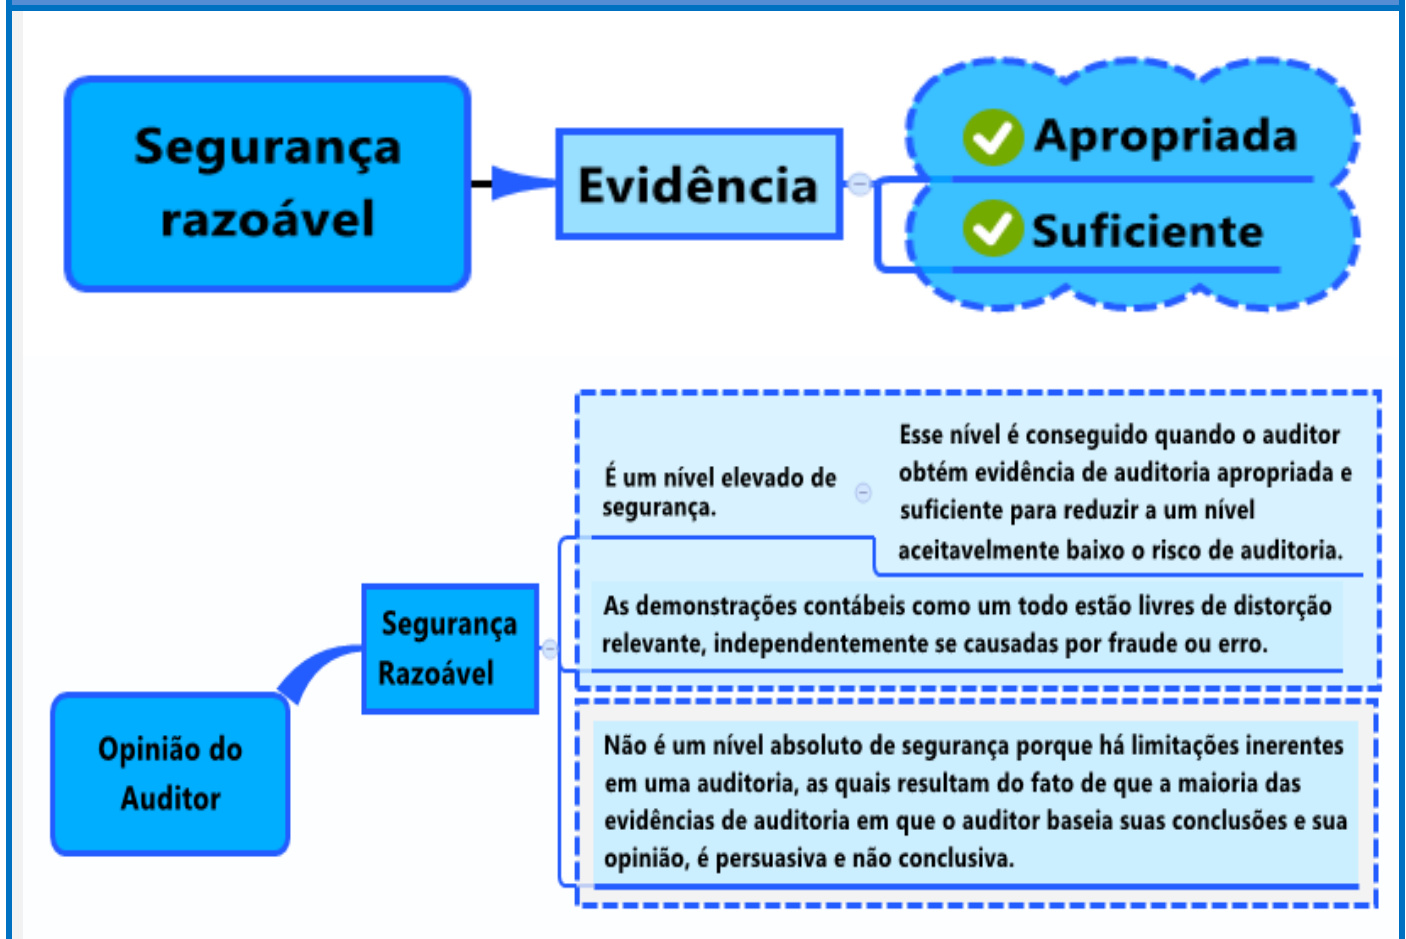 Segurança
razoável
Evidência
Apropriada
Suficiente
É um nível elevado de
segurança.
Esse nível é conseguido quando o auditor
obtém evidência de auditoria apropriada e
suficiente para reduzir a um nível
aceitavelmente baixo o risco de auditoria.
As demonstrações contábeis como um todo estão livres de distorção
relevante, independentemente se causadas por fraude ou erro.
Segurança
Razoável
Opinião do
Auditor
Não é um nível absoluto de segurança porque há limitações inerentes
em uma auditoria, as quais resultam do fato de que a maioria das
evidências de auditoria em que o auditor baseia suas conclusões e sua
opinião, é persuasiva e não conclusiva.